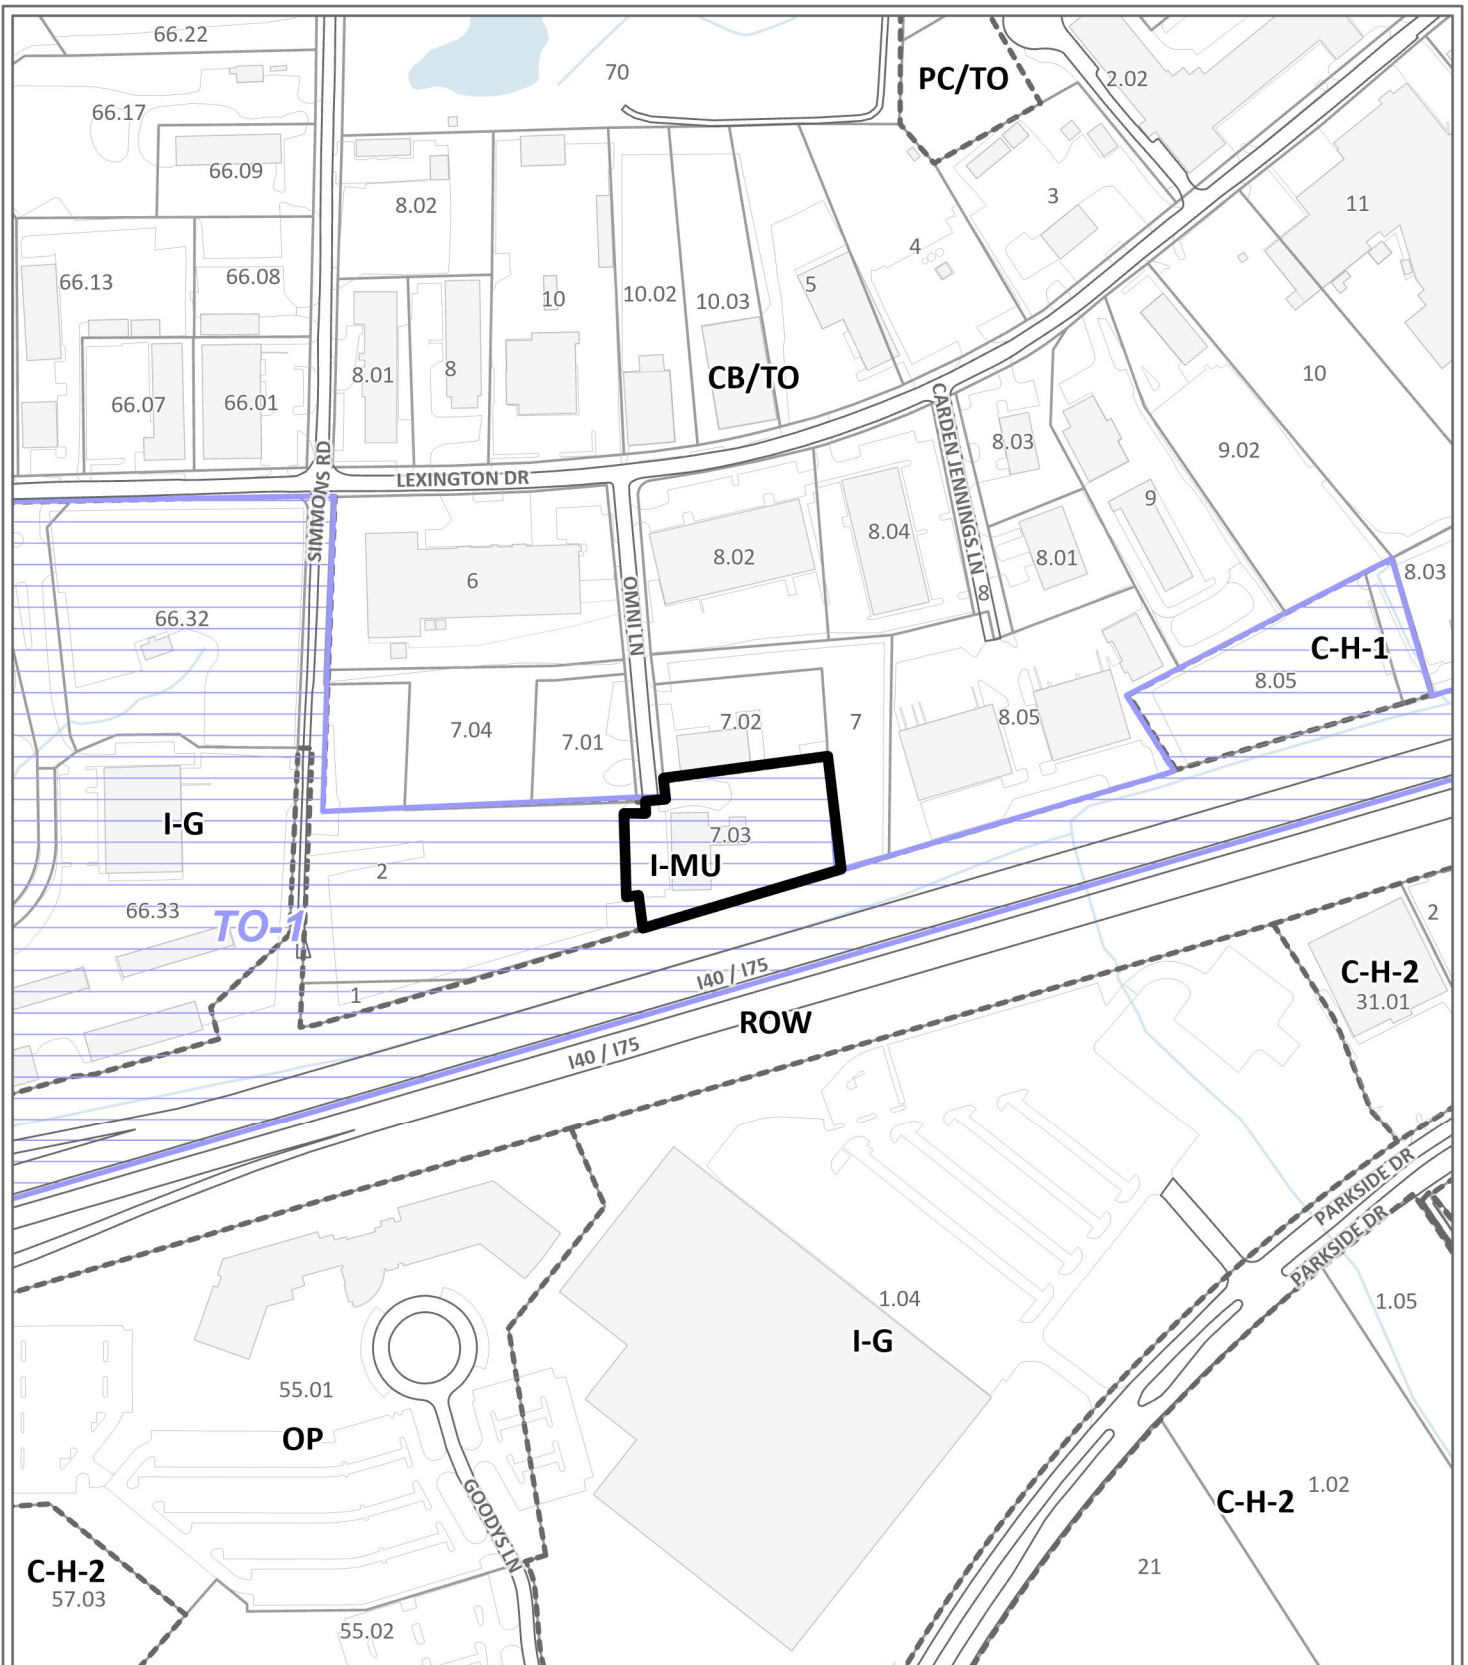 66.22
70
PC/TO
2.02
66.17
66.09
8.02
3
11
4
66.13
66.08
10
10.02
10.03
5
CB/TO
8.01
8
10
66.07
66.01
CARDEN JENNINGS LN
8.03
9.02
SIMMONS RD
LEXINGTON DR
9
8.04
8.02
8.01
8.03
6
OMNI LN
8
66.32
C-H-1
8.05
7.04
7.01
7.02
7
8.05
I-G
7.03
I-MU
2
66.33
TO-1
2
I40 / I75
C-H-2
31.01
1
ROW
I40 / I75
PARKSIDE DR
PARKSIDE DR
1.04
1.05
I-G
55.01
OP
GOODYS LN
1.02
C-H-2
21
C-H-2
57.03
55.02